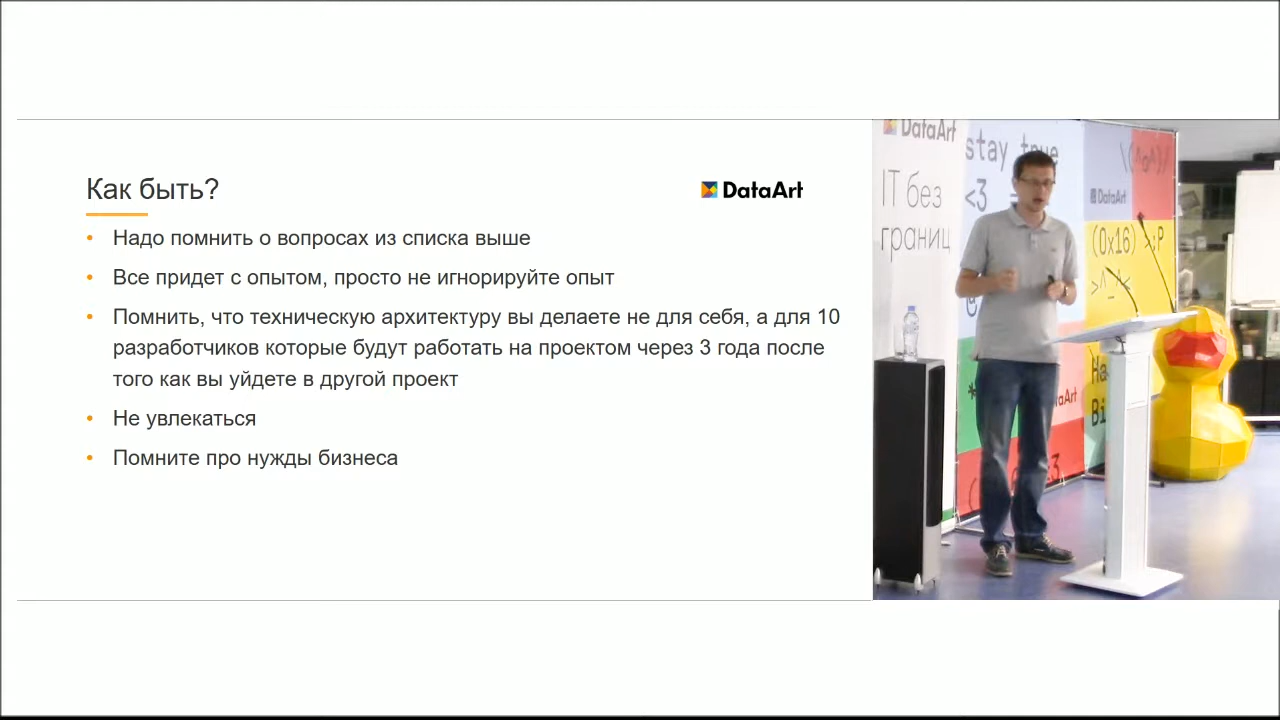 Как быть?
DataArt
Надо помнить о вопросах из списка выше
Все придет с опытом, просто не игнорируйте опыт
Помнить, что техническую архитектуру вы делаете не для себя, а для 10
разработчиков которые будут работать на проектом через 3 года после
того как вы уйдете в другой проект
Не увлекаться
Помните про нужды бизнеса
DataArt
IT без
границ
stay true
<3
DataArt
(0x16) >:P
>^_^<